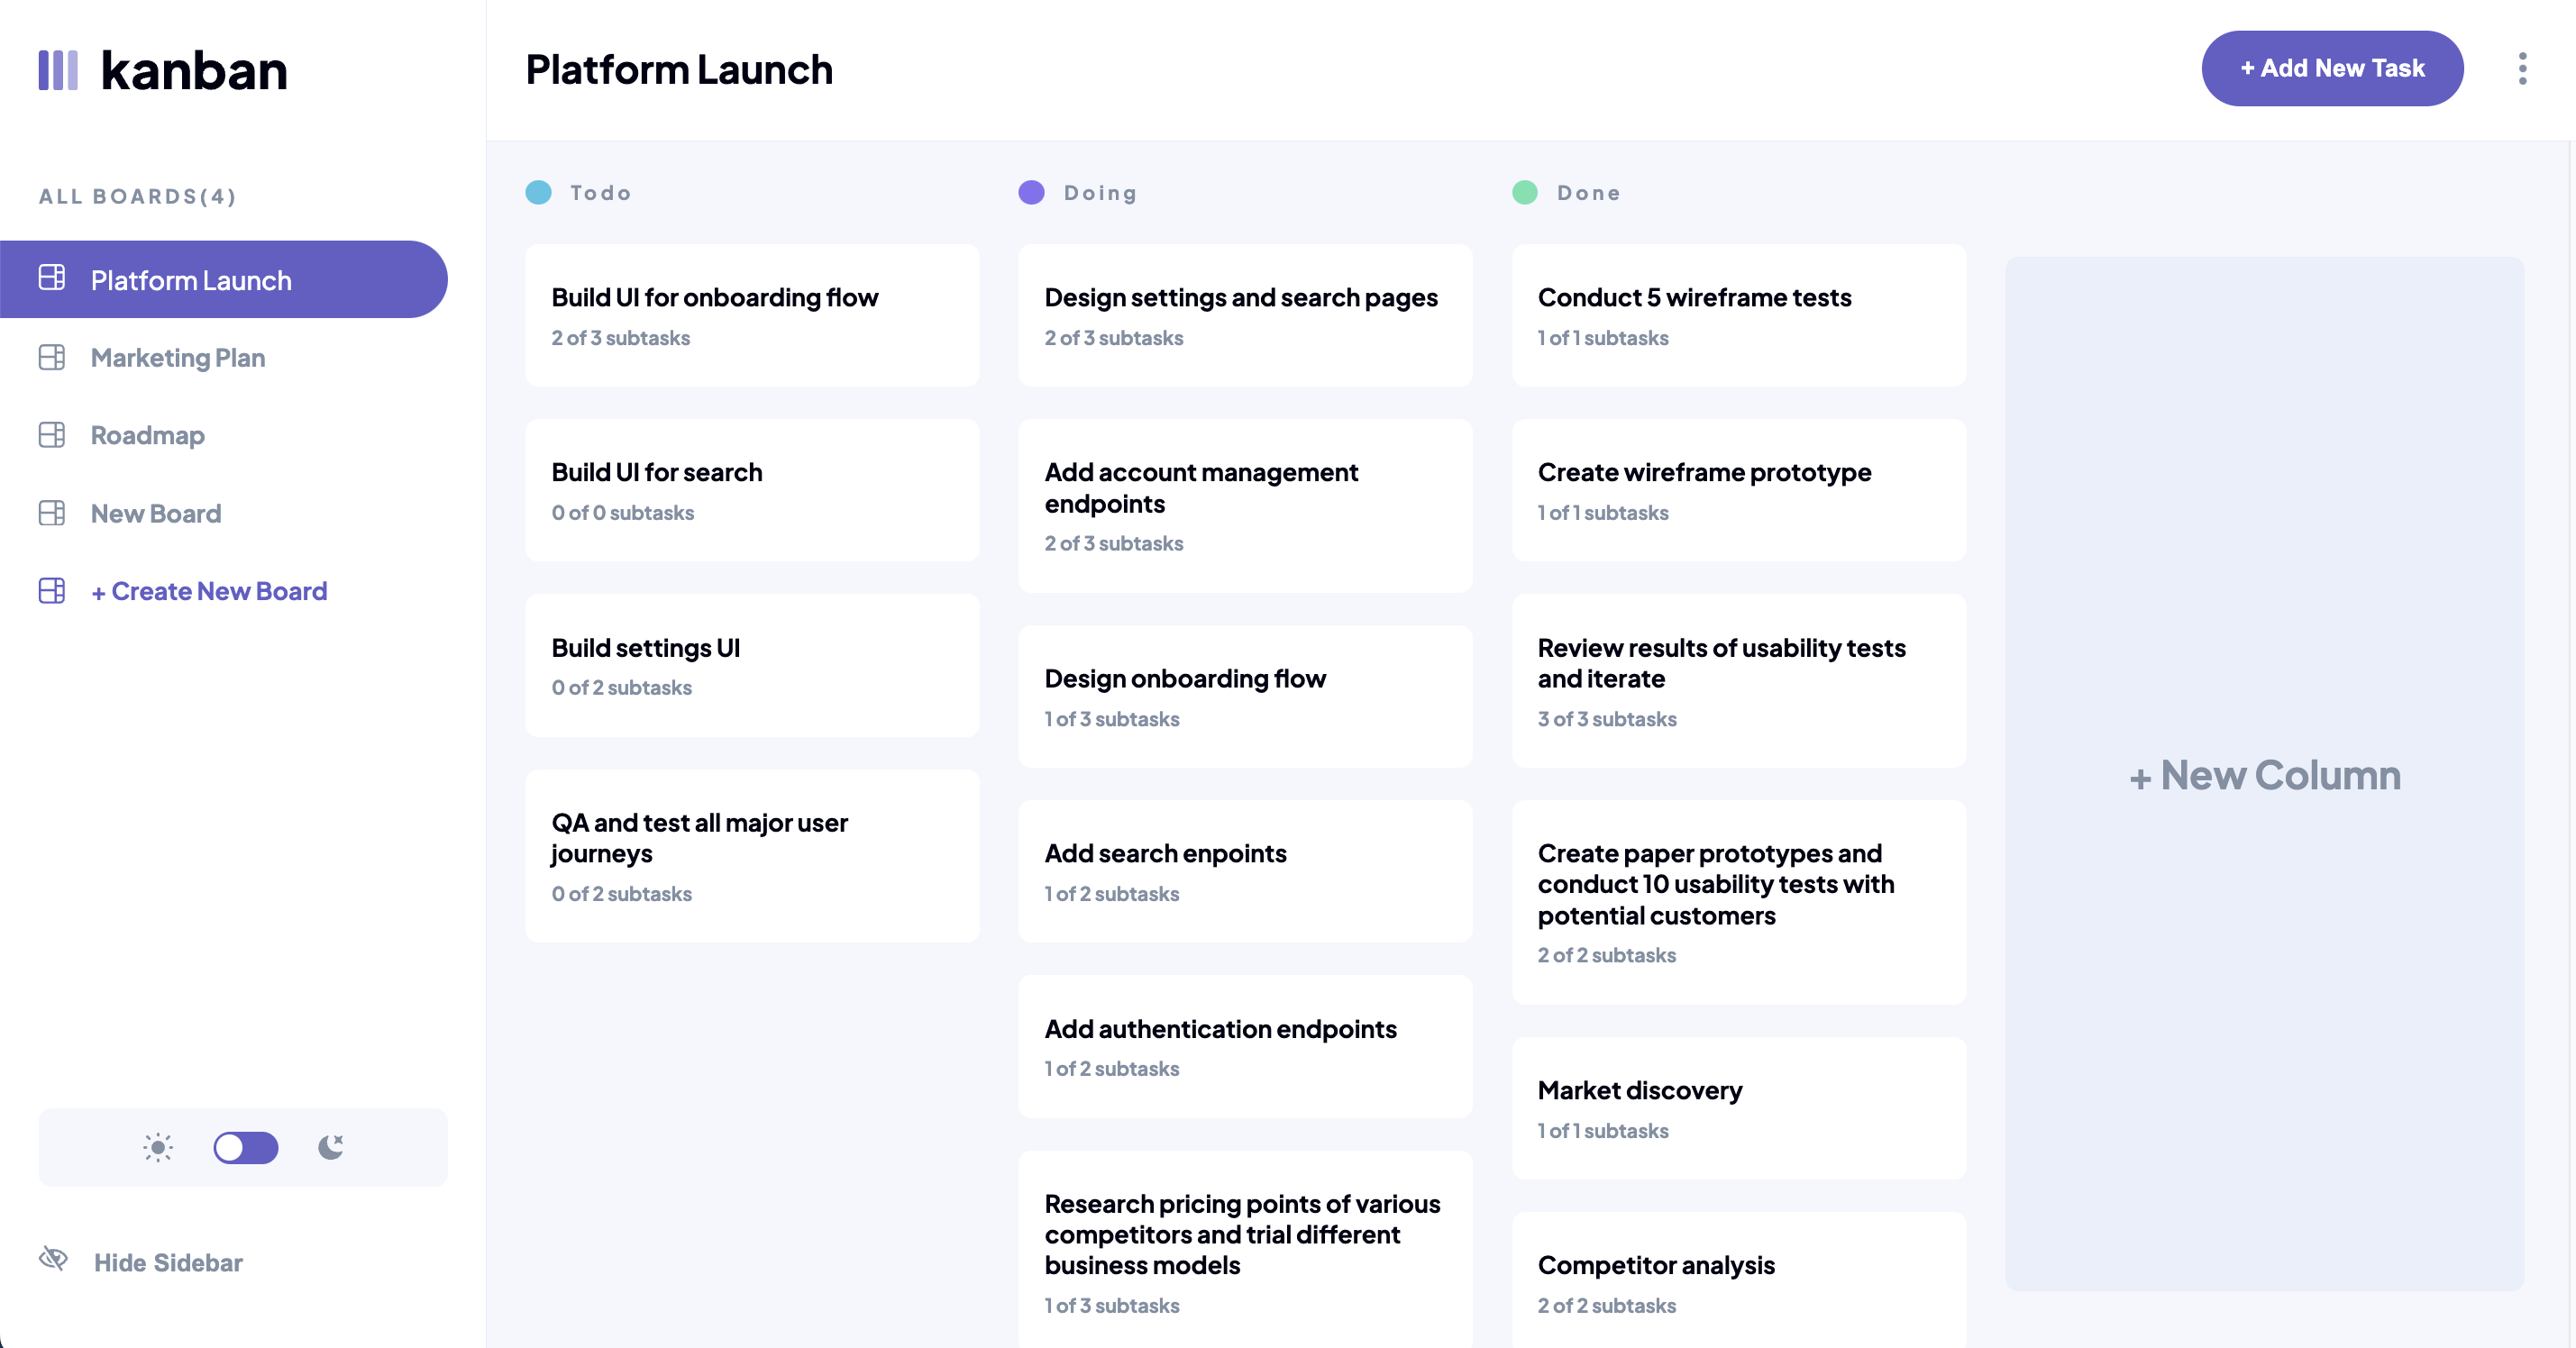 kanban
ALL BOARDS(4)
Platform Launch
Marketing Plan
Roadmap
New Board
+ Create New Board
Hide Sidebar
Platform Launch
+ Add New Task
Todo
Build UI for onboarding flow
2 of 3 subtasks
Build UI for search
0 of 0 subtasks
Build settings UI
0 of 2 subtasks
QA and test all major user
journeys
0 of 2 subtasks
Doing
Design settings and search pages
2 of 3 subtasks
Add account management
endpoints
2 of 3 subtasks
Design onboarding flow
1 of 3 subtasks
Add search enpoints
1 of 2 subtasks
Add authentication endpoints
1 of 2 subtasks
Research pricing points of various
competitors and trial different
business models
1 of 3 subtasks
Done
Conduct 5 wireframe tests
1 of 1 subtasks
Create wireframe prototype
1 of 1 subtasks
Review results of usability tests
and iterate
3 of 3 subtasks
Create paper prototypes and
conduct 10 usability tests with
potential customers
2 of 2 subtasks
Market discovery
1 of 1 subtasks
Competitor analysis
2 of 2 subtasks
+ New Column